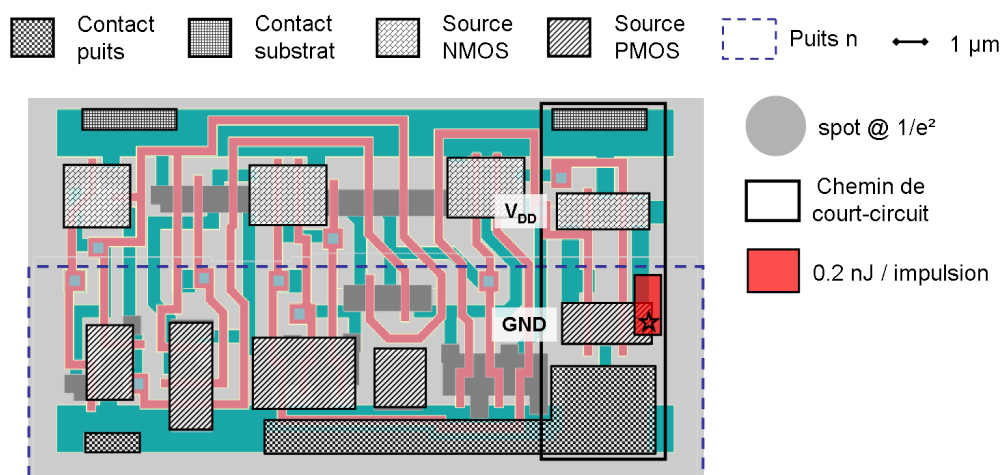 Contact puits
Contact substrat
Source NMOS
Source PMOS
Puits n
1 µm
spot @ 1/e²
Chemin de court-circuit
0.2 nJ / impulsion
VDD
GND